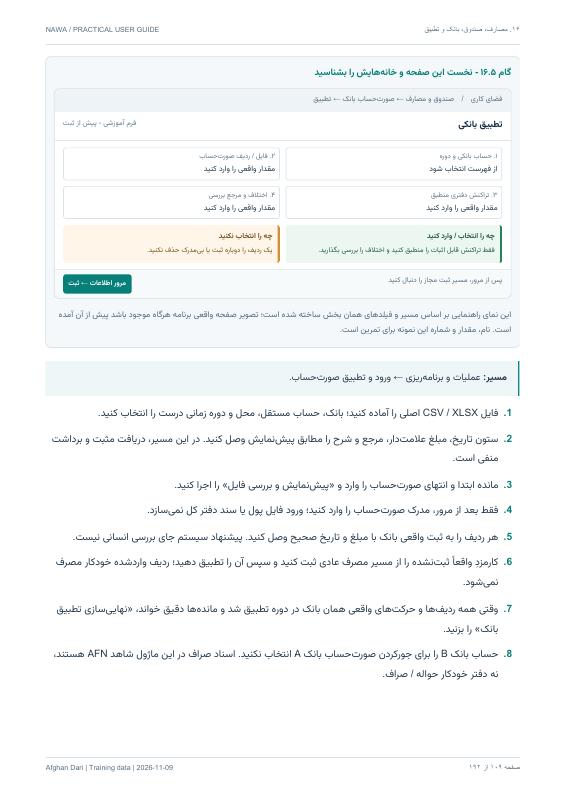 NAWA / PRACTICAL USER GUIDE
۱۶. مصارف، صندوق، بانک و تطبیق
گام ۱۶.۵ - نخست این صفحه و خانه‌هایش را بشناسید
فضای کاری / صندوق و مصارف ← صورت‌حساب بانک ← تطبیق
تطبیق بانکی
فرم آموزشی - پیش از ثبت
۱. حساب بانکی و دوره
از فهرست انتخاب شود
۲. فایل / ردیف صورت‌حساب
مقدار واقعی را وارد کنید
۳. تراکنش دفتری منطبق
مقدار واقعی را وارد کنید
۴. اختلاف و مرجع بررسی
مقدار واقعی را وارد کنید
چه را انتخاب / وارد کنید
فقط تراکنش قابل اثبات را منطبق کنید و اختلاف را بررسی بگذارید.
چه را انتخاب نکنید
یک ردیف را دوباره ثبت یا بی‌مدرک حذف نکنید.
پس از مرور، مسیر ثبت مجاز را دنبال کنید
مرور اطلاعات ← ثبت
این نمای راهنمایی بر اساس مسیر و فیلدهای همان بخش ساخته شده است؛ تصویر صفحه واقعی برنامه هرگاه موجود باشد پیش از آن آمده
است. نام، مقدار و شماره این نمونه برای تمرین است.
مسیر: عملیات و برنامه‌ریزی ← ورود و تطبیق صورت‌حساب.
1. فایل CSV / XLSX اصلی را آماده کنید؛ بانک، حساب مستقل، محل و دوره زمانی درست را انتخاب کنید.
2. ستون تاریخ، مبلغ علامت‌دار، مرجع و شرح را مطابق پیش‌نمایش وصل کنید. در این مسیر، دریافت مثبت و برداشت
منفی است.
3. مانده ابتدا و انتهای صورت‌حساب را وارد و «پیش‌نمایش و بررسی فایل» را اجرا کنید.
4. فقط بعد از مرور، مدرک صورت‌حساب را وارد کنید؛ ورود فایل پول یا سند دفتر کل نمی‌سازد.
5. هر ردیف را به ثبت واقعی بانک با مبلغ و تاریخ صحیح وصل کنید. پیشنهاد سیستم جای بررسی انسانی نیست.
6. کارمزدِ واقعاً ثبت‌نشده را از مسیر مصرف عادی ثبت کنید و سپس آن را تطبیق دهید؛ ردیف واردشده خودکار مصرف
نمی‌شود.
7. وقتی همه ردیف‌ها و حرکت‌های واقعی همان بانک در دوره تطبیق شد و مانده‌ها دقیق خواند، «نهایی‌سازی تطبیق
بانک» را بزنید.
8. حساب بانک B را برای جورکردن صورت‌حساب بانک A انتخاب نکنید. اسناد صراف در این ماژول شاهد AFN هستند،
نه دفتر خودکار حواله / صراف.
Afghan Dari | Training data | 2026-11-09
صفحه ۱۰۹ از ۱۹۲